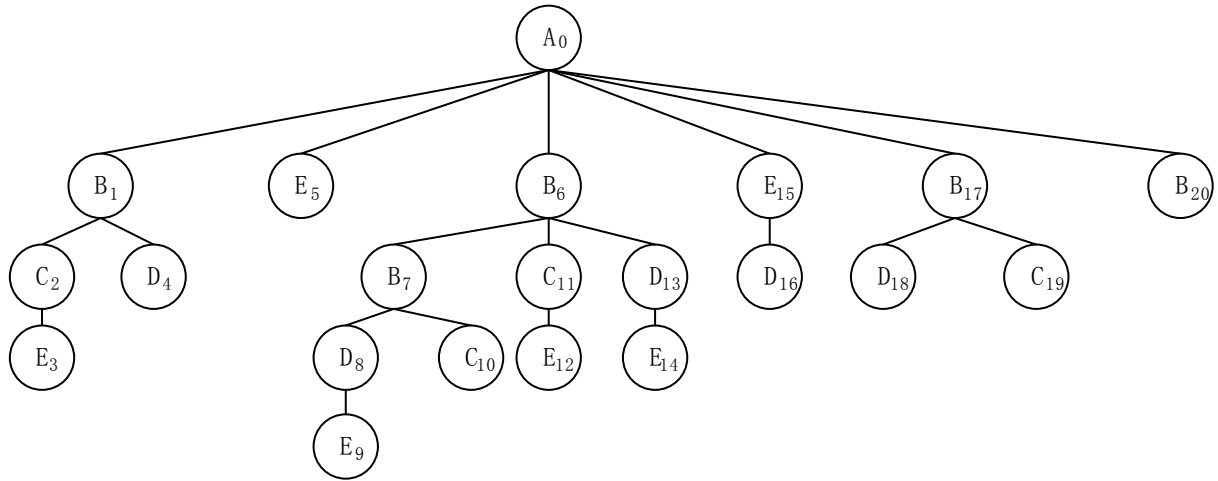 A0
B1 E5 B6 E15 B17 B20
C2 D4 B7 C11 D13 D16 D18 C19
E3 D8 C10 E12 E14
E9